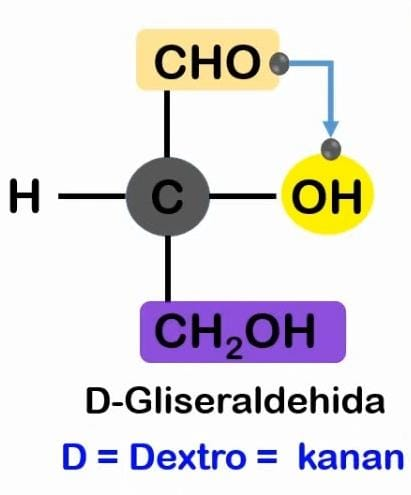 CHO
H C OH
CH₂OH
D-Gliseraldehida
D = Dextro = kanan